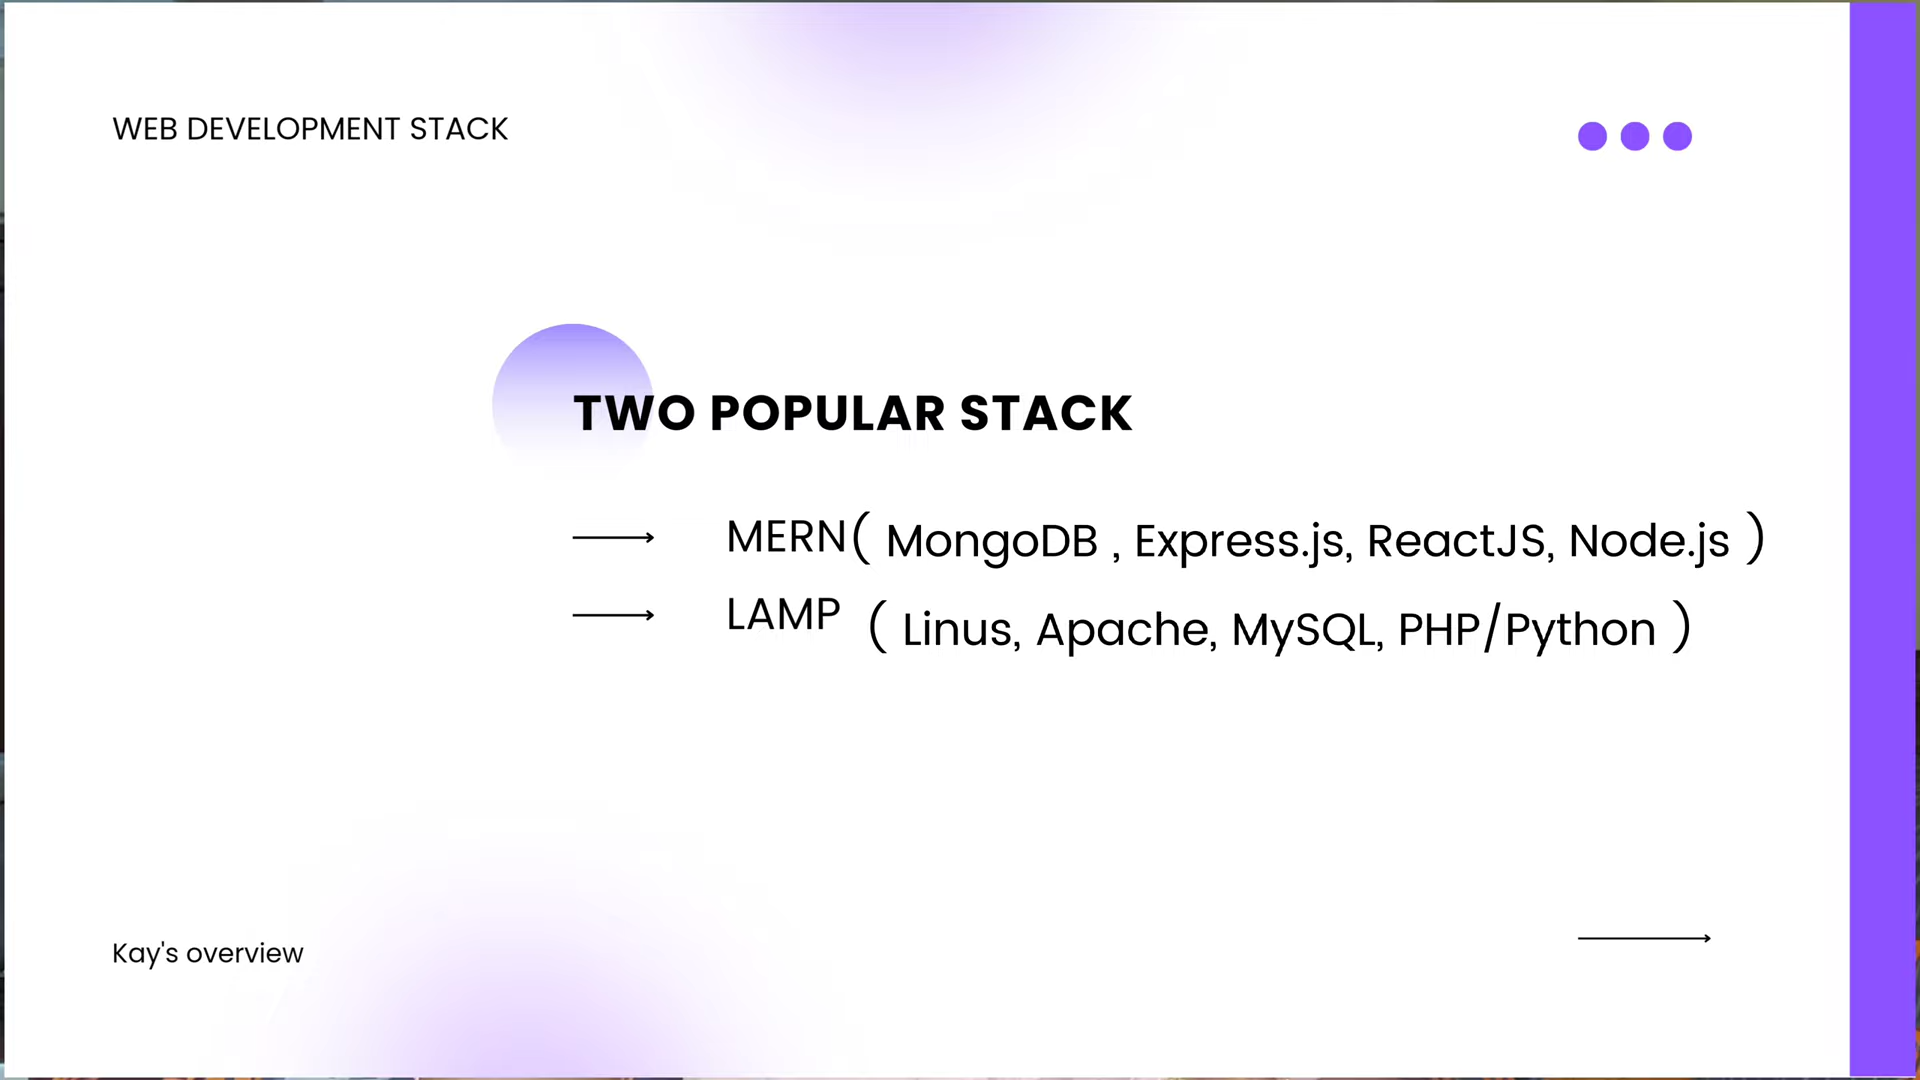 WEB DEVELOPMENT STACK
TWO POPULAR STACK
MERN( MongoDB , Express.js, ReactJS, Node.js )
LAMP ( Linus, Apache, MySQL, PHP/Python )
Kay's overview